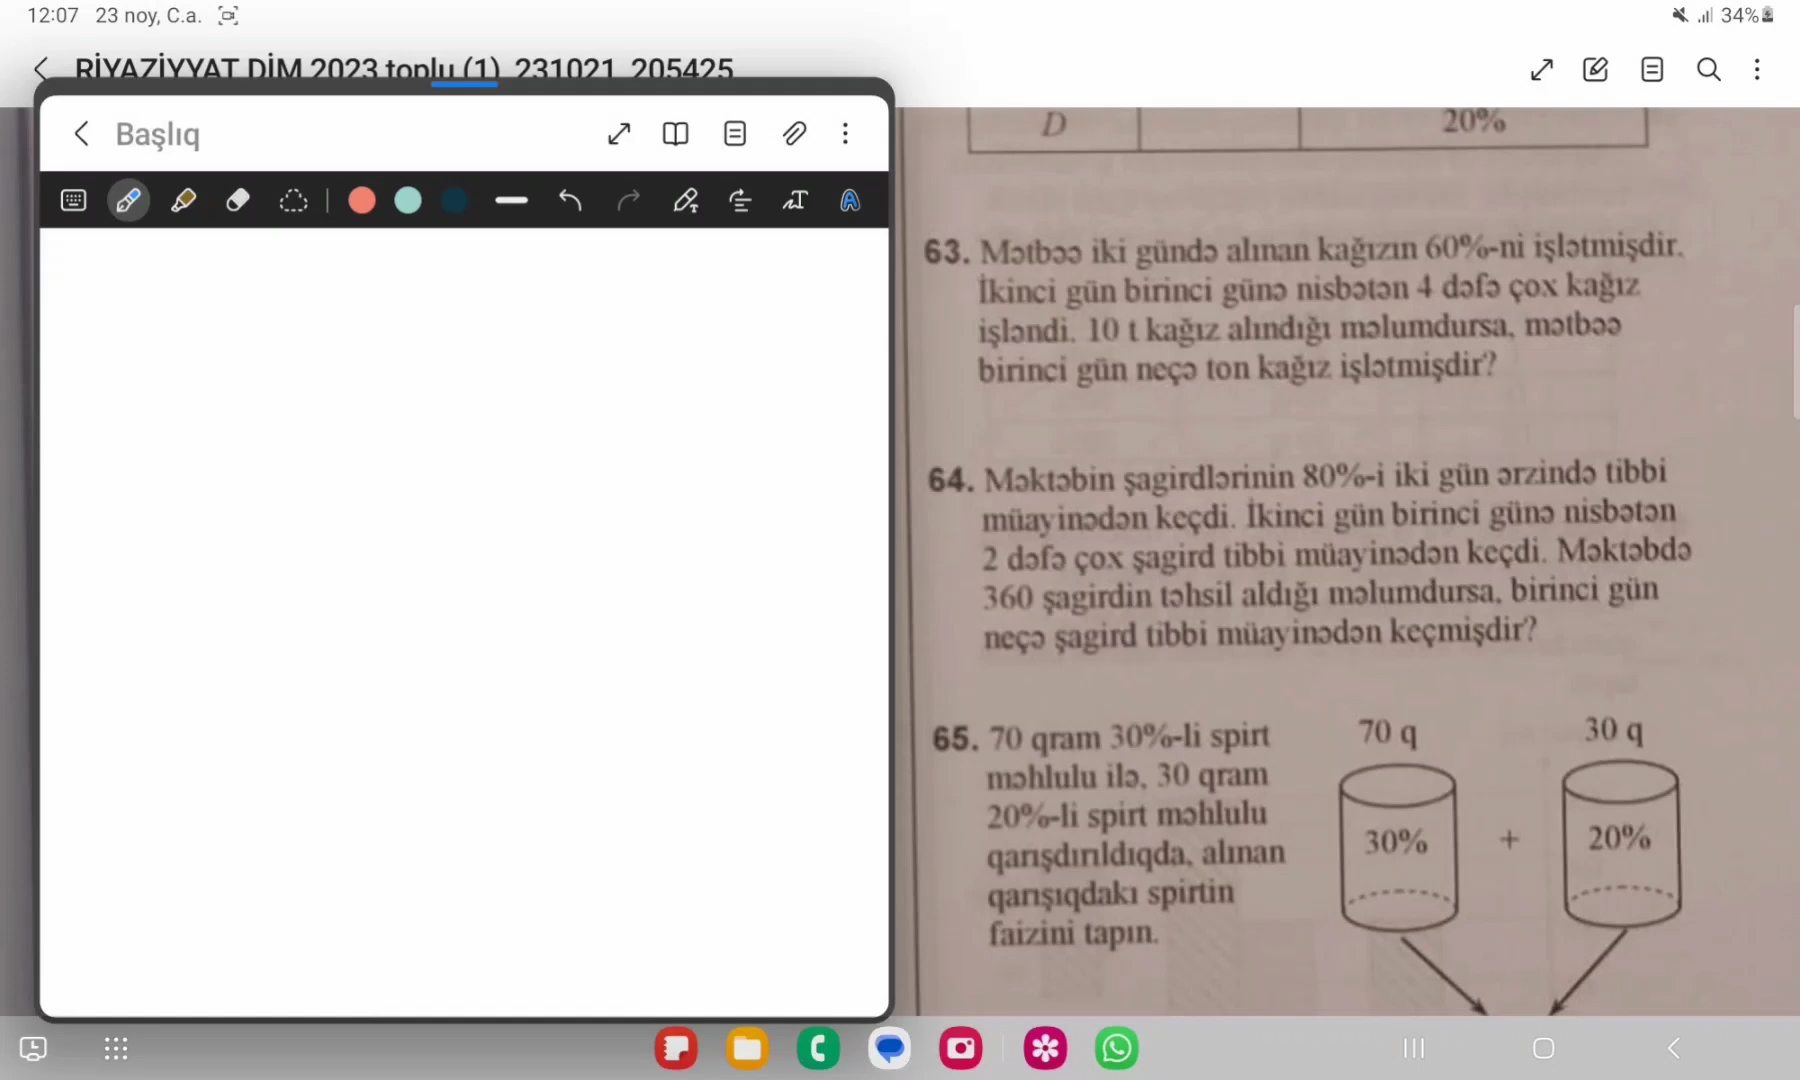 12:07 23 noy, C.a.
34%
RİYAZİYYAT DİM 2023 toplu (1)_231021_205425
Başlıq
D
20%
63. Mətbəə iki gündə alınan kağızın 60%-ni işlətmişdir.
İkinci gün birinci günə nisbətən 4 dəfə çox kağız
işləndi. 10 t kağız alındığı məlumdursa, mətbəə
birinci gün neçə ton kağız işlətmişdir?
64. Məktəbin şagirdlərinin 80%-i iki gün ərzində tibbi
müayinədən keçdi. İkinci gün birinci günə nisbətən
2 dəfə çox şagird tibbi müayinədən keçdi. Məktəbdə
360 şagirdin təhsil aldığı məlumdursa, birinci gün
neçə şagird tibbi müayinədən keçmişdir?
65. 70 qram 30%-li spirt
məhlulu ilə, 30 qram
20%-li spirt məhlulu
qarışdırıldıqda, alınan
qarışıqdakı spirtin
faizini tapın.
70 q
30 q
30%
+
20%